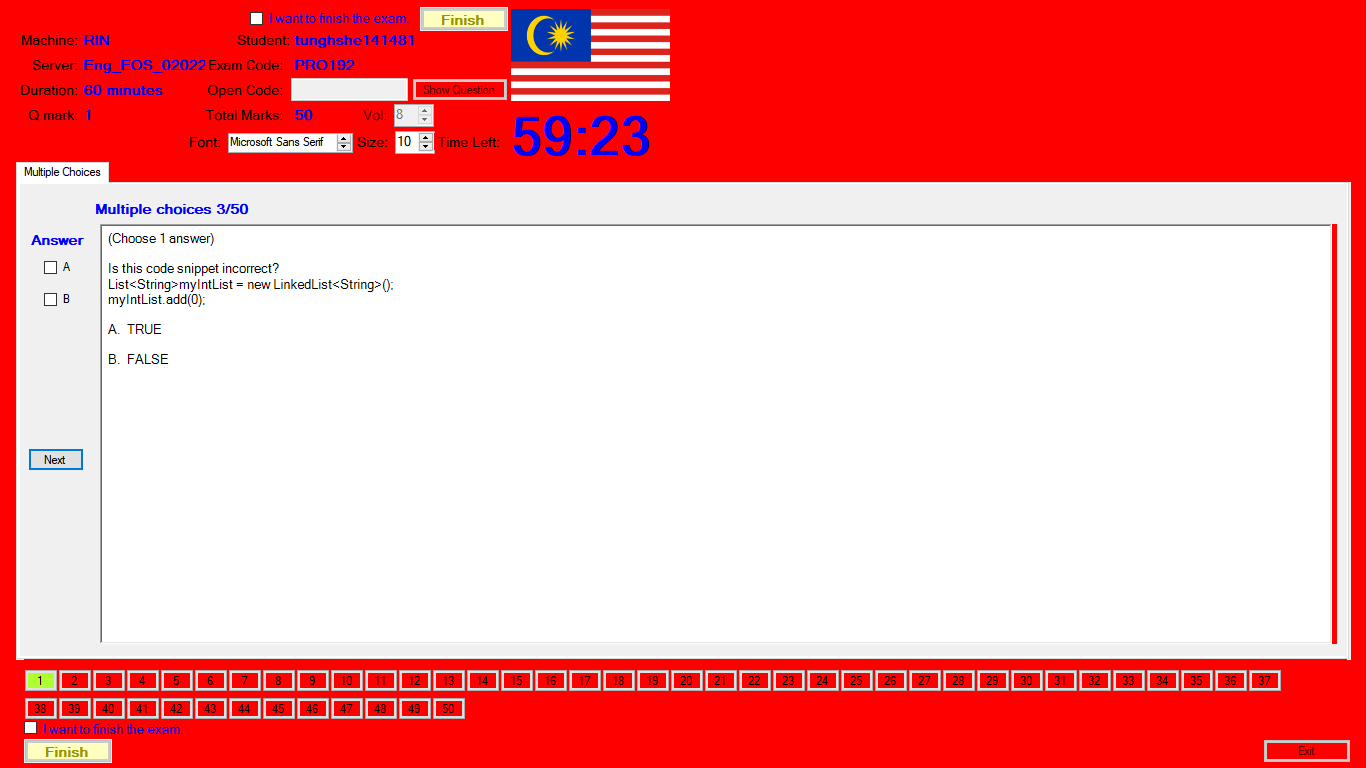 I want to finish the exam. Finish
Machine: RIN Student: tunghshe141481
Server: Eng_EOS_02022 Exam Code: PRO192
Duration: 60 minutes Open Code: Show Question
Q mark: 1 Total Marks: 50 Vol: 8
Font: Microsoft Sans Serif Size: 10 Time Left: 59:23
Multiple Choices
Multiple choices 3/50
Answer
A
B
(Choose 1 answer)
Is this code snippet incorrect?
List<String>myIntList = new LinkedList<String>();
myIntList.add(0);
A. TRUE
B. FALSE
Next
1 2 3 4 5 6 7 8 9 10 11 12 13 14 15 16 17 18 19 20 21 22 23 24 25 26 27 28 29 30 31 32 33 34 35 36 37
38 39 40 41 42 43 44 45 46 47 48 49 50
I want to finish the exam.
Finish Exit